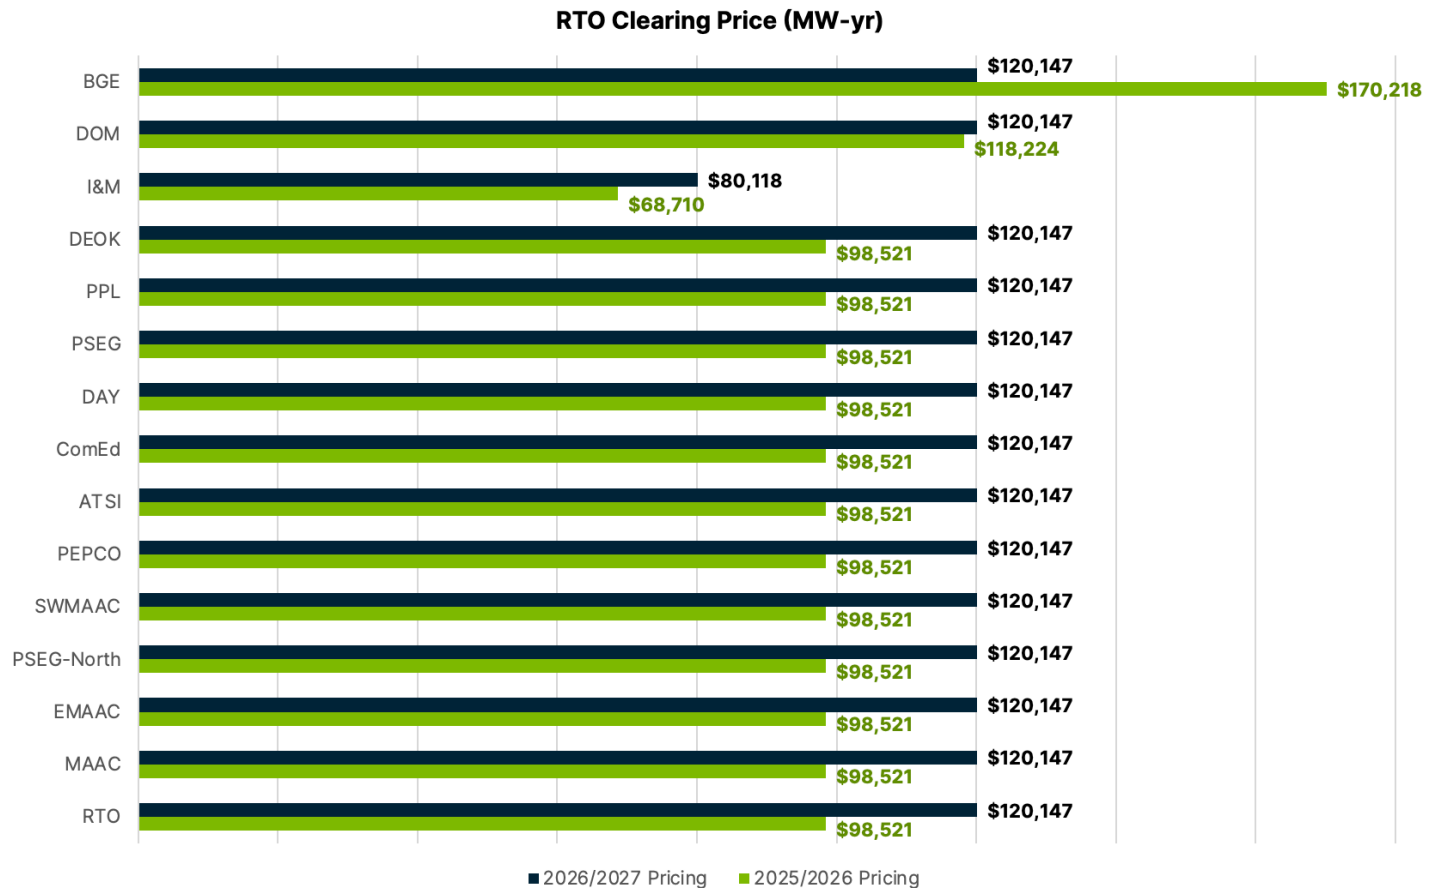 RTO Clearing Price (MW-yr)
BGE
$120,147
$170,218
DOM
$120,147
$118,224
I&M
$80,118
$68,710
DEOK
$120,147
$98,521
PPL
$120,147
$98,521
PSEG
$120,147
$98,521
DAY
$120,147
$98,521
ComEd
$120,147
$98,521
ATSI
$120,147
$98,521
PEPCO
$120,147
$98,521
SWMAAC
$120,147
$98,521
PSEG-North
$120,147
$98,521
EMAAC
$120,147
$98,521
MAAC
$120,147
$98,521
RTO
$120,147
$98,521
2026/2027 Pricing
2025/2026 Pricing